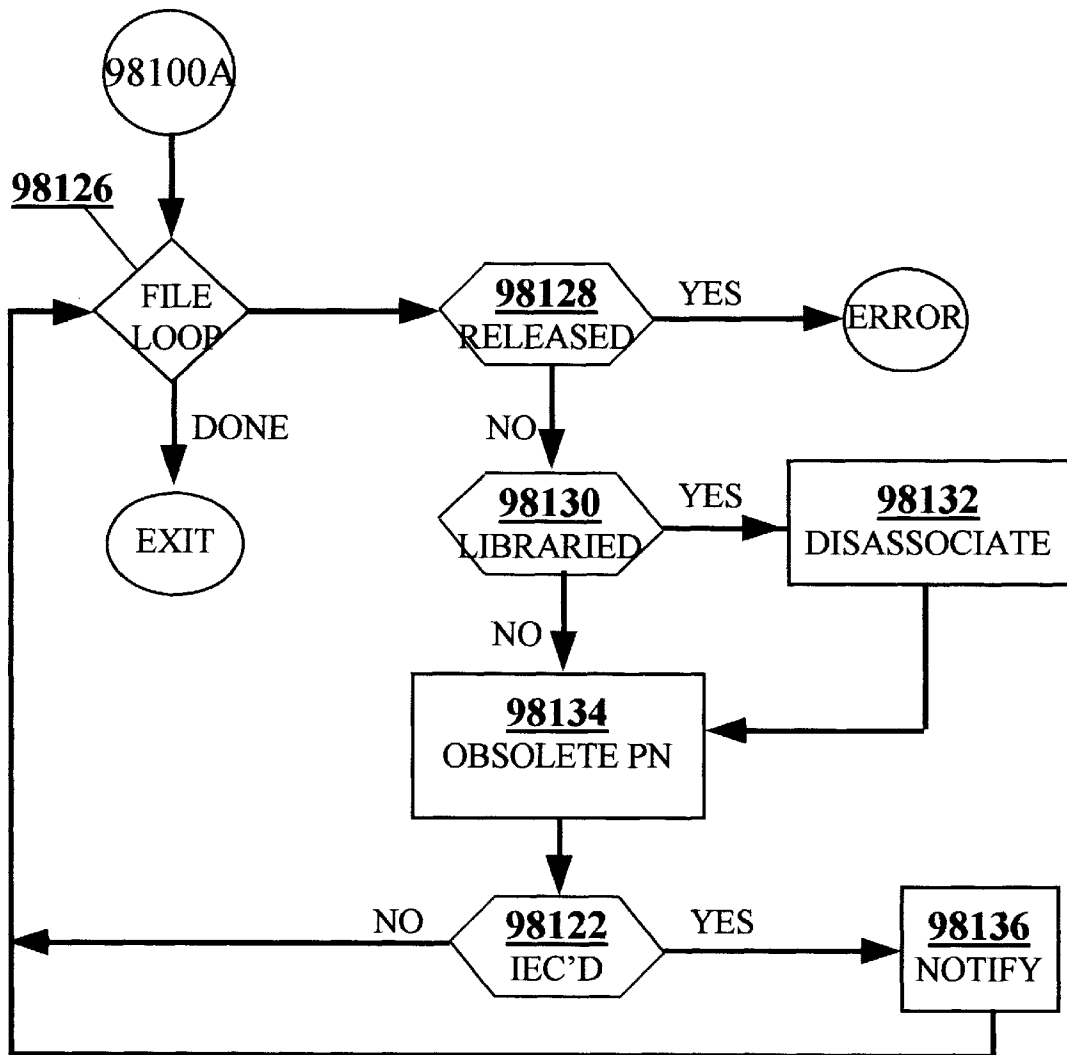 98100A
98126
FILE
LOOP
DONE
EXIT
98128
RELEASED
YES
ERROR
NO
98130
LIBRARIED
YES
98132
DISASSOCIATE
NO
98134
OBSOLETE PN
98122
IEC'D
NO
YES
98136
NOTIFY